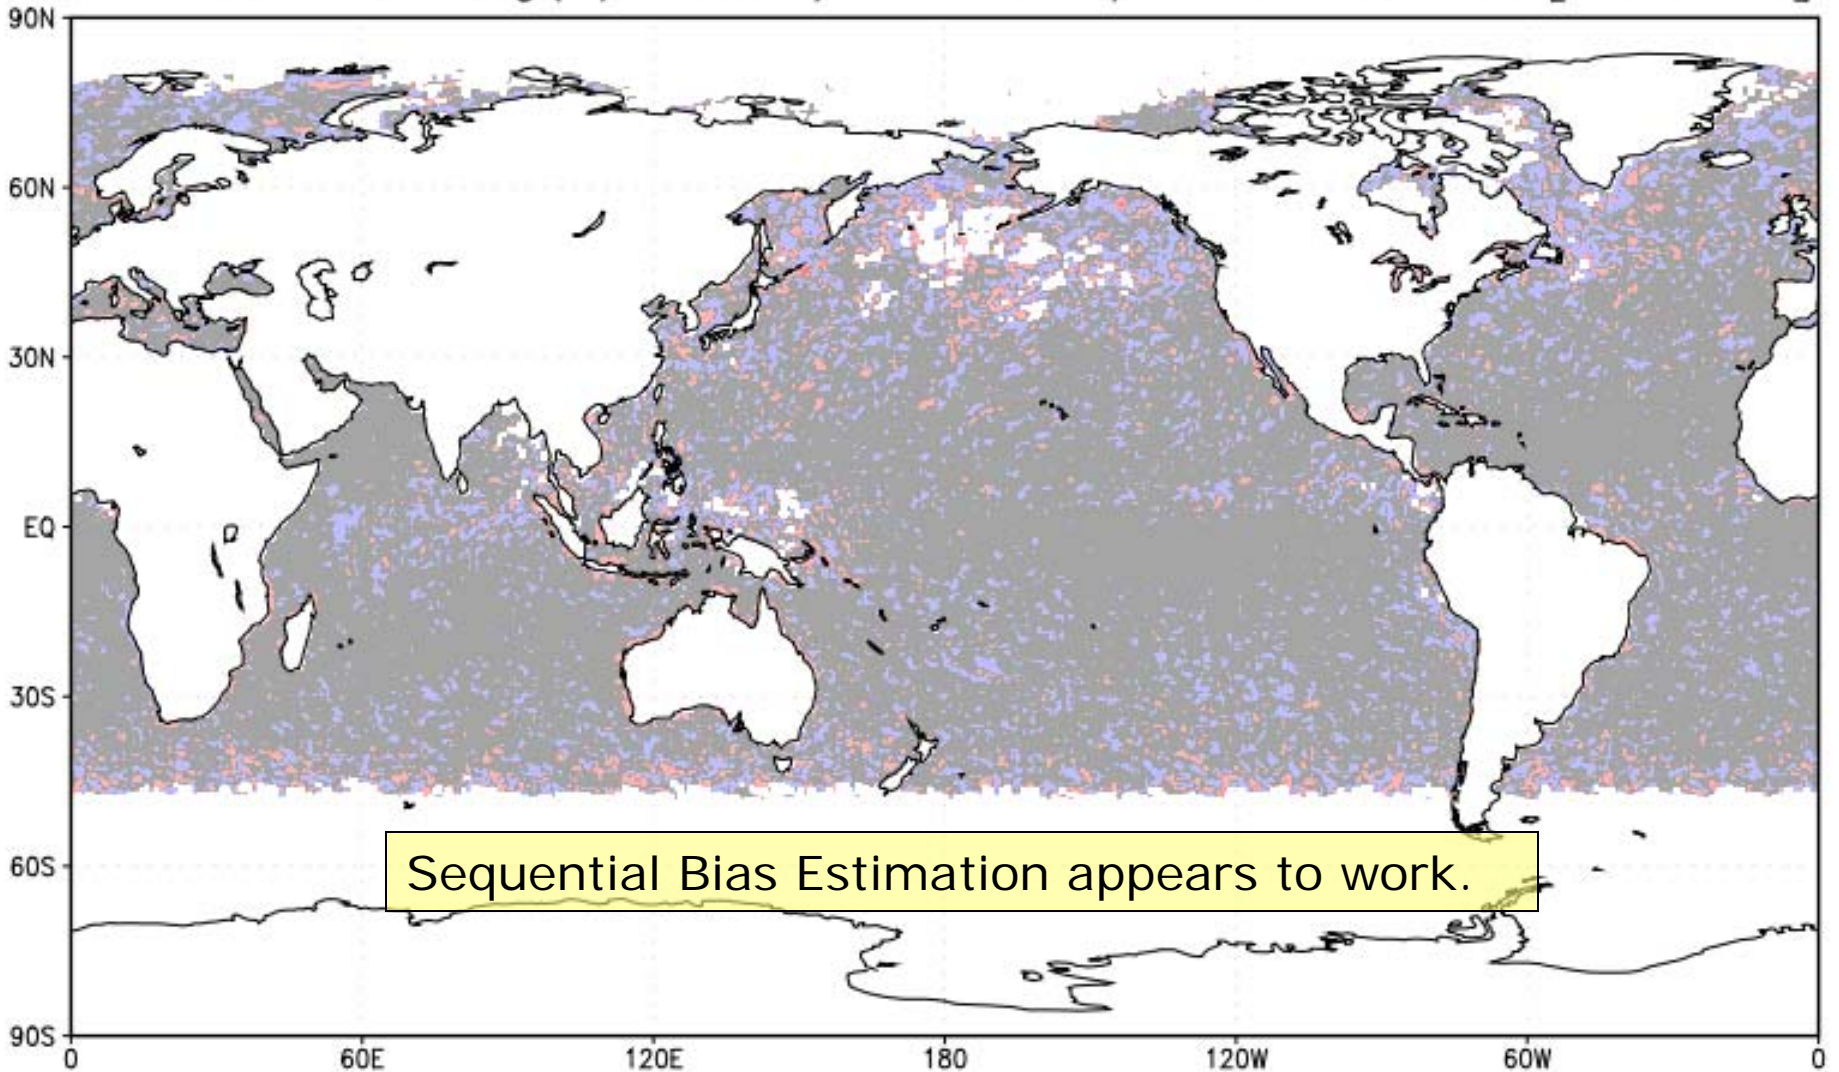 90N
60N
30N
EQ
30S
60S
90S
Sequential Bias Estimation appears to work.
0 60E 120E 180 120W 60W 0